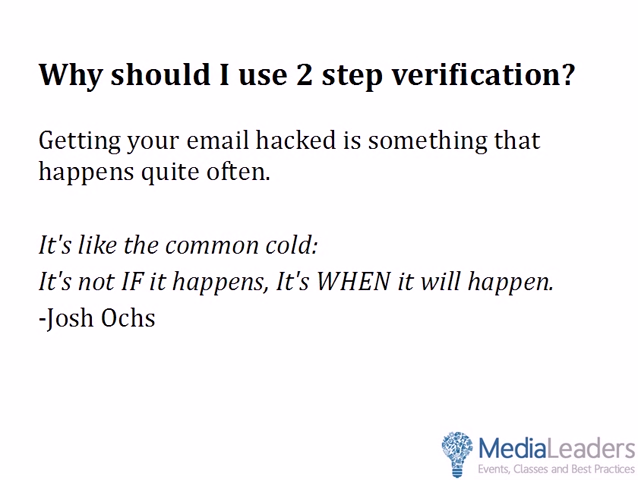 Why should I use 2 step verification?
Getting your email hacked is something that
happens quite often.
It's like the common cold:
It's not IF it happens, It's WHEN it will happen.
-Josh Ochs
MediaLeaders
Events, Classes and Best Practices